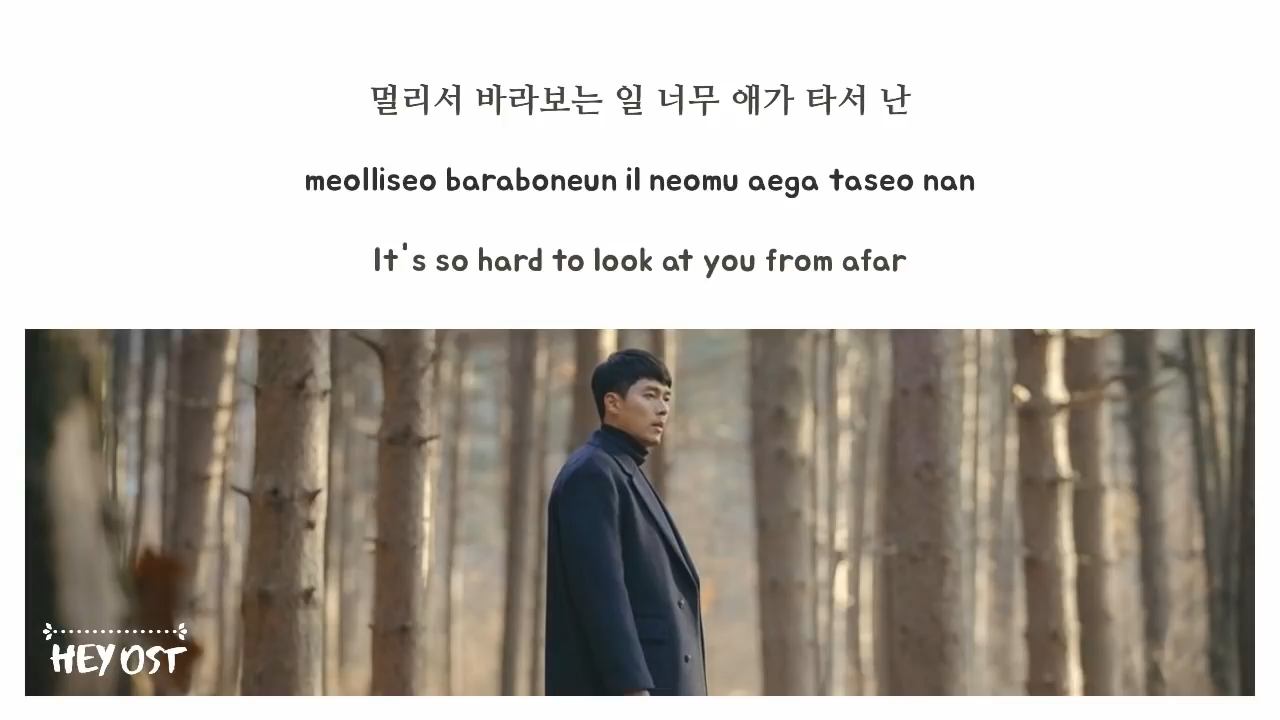 멀리서 바라보는 일 너무 애가 타서 난
meolliseo baraboneun il neomu aega taseo nan
It's so hard to look at you from afar
HEY OST